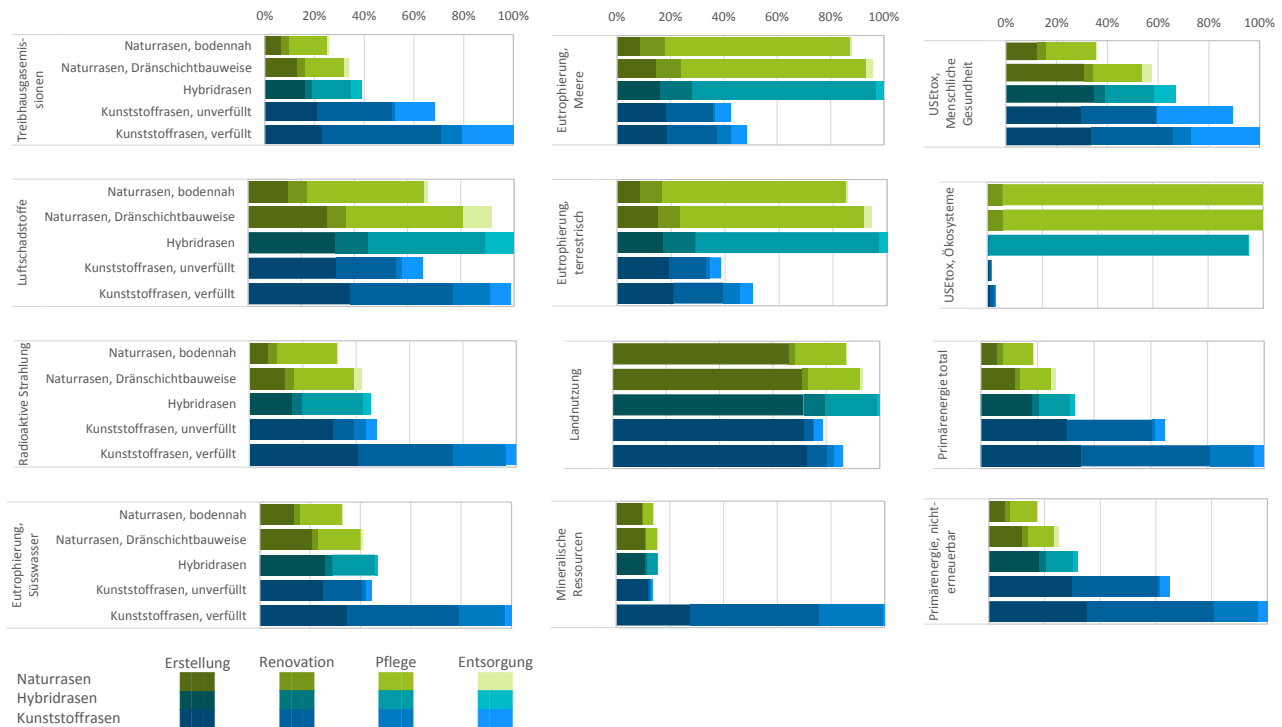 0% 20% 40% 60% 80% 100%
Treibhausgasemis-
sionen
Naturrasen, bodennah
Naturrasen, Dränschichtbauweise
Hybridrasen
Kunststoffrasen, unverfüllt
Kunststoffrasen, verfüllt
0% 20% 40% 60% 80% 100%
Eutrophierung,
Meere
0% 20% 40% 60% 80% 100%
USEtox,
Menschliche
Gesundheit
Luftschadstoffe
Naturrasen, bodennah
Naturrasen, Dränschichtbauweise
Hybridrasen
Kunststoffrasen, unverfüllt
Kunststoffrasen, verfüllt
Eutrophierung,
terrestrisch
USEtox, Ökosysteme
Radioaktive Strahlung
Naturrasen, bodennah
Naturrasen, Dränschichtbauweise
Hybridrasen
Kunststoffrasen, unverfüllt
Kunststoffrasen, verfüllt
Landnutzung
Primärenergie total
Eutrophierung,
Süsswasser
Naturrasen, bodennah
Naturrasen, Dränschichtbauweise
Hybridrasen
Kunststoffrasen, unverfüllt
Kunststoffrasen, verfüllt
Mineralische
Ressourcen
Primärenergie, nicht-
erneuerbar
Erstellung Renovation Pflege Entsorgung
Naturrasen
Hybridrasen
Kunststoffrasen